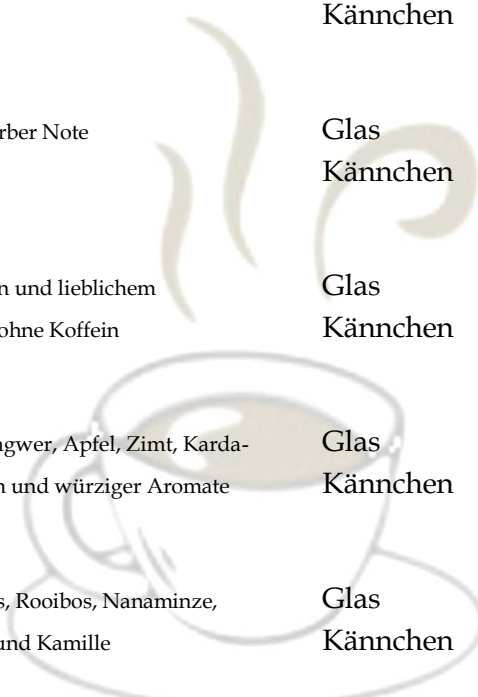 Kännchen
rber Note Glas
Kännchen
n und lieblichem Glas
ohne Koffein Kännchen
ngwer, Apfel, Zimt, Karda- Glas
n und würziger Aromate Kännchen
s, Rooibos, Nanaminze, Glas
und Kamille Kännchen